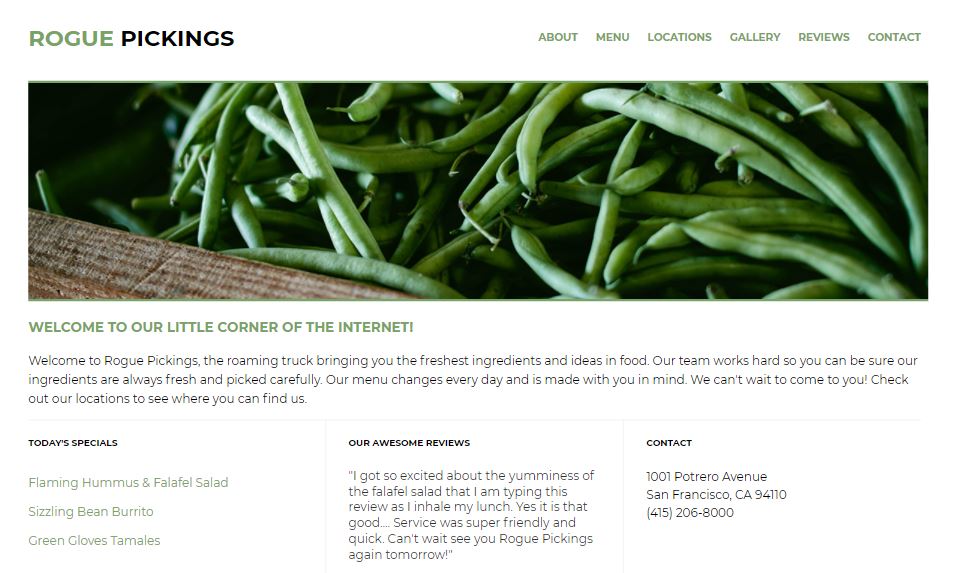 ROGUE PICKINGS
ABOUT MENU LOCATIONS GALLERY REVIEWS CONTACT
WELCOME TO OUR LITTLE CORNER OF THE INTERNET!
Welcome to Rogue Pickings, the roaming truck bringing you the freshest ingredients and ideas in food. Our team works hard so you can be sure our
ingredients are always fresh and picked carefully. Our menu changes every day and is made with you in mind. We can't wait to come to you! Check
out our locations to see where you can find us.
TODAY'S SPECIALS
Flaming Hummus & Falafel Salad
Sizzling Bean Burrito
Green Gloves Tamales
OUR AWESOME REVIEWS
"I got so excited about the yumminess of
the falafel salad that I am typing this
review as I inhale my lunch. Yes it is that
good.... Service was super friendly and
quick. Can't wait see you Rogue Pickings
again tomorrow!"
CONTACT
1001 Potrero Avenue
San Francisco, CA 94110
(415) 206-8000